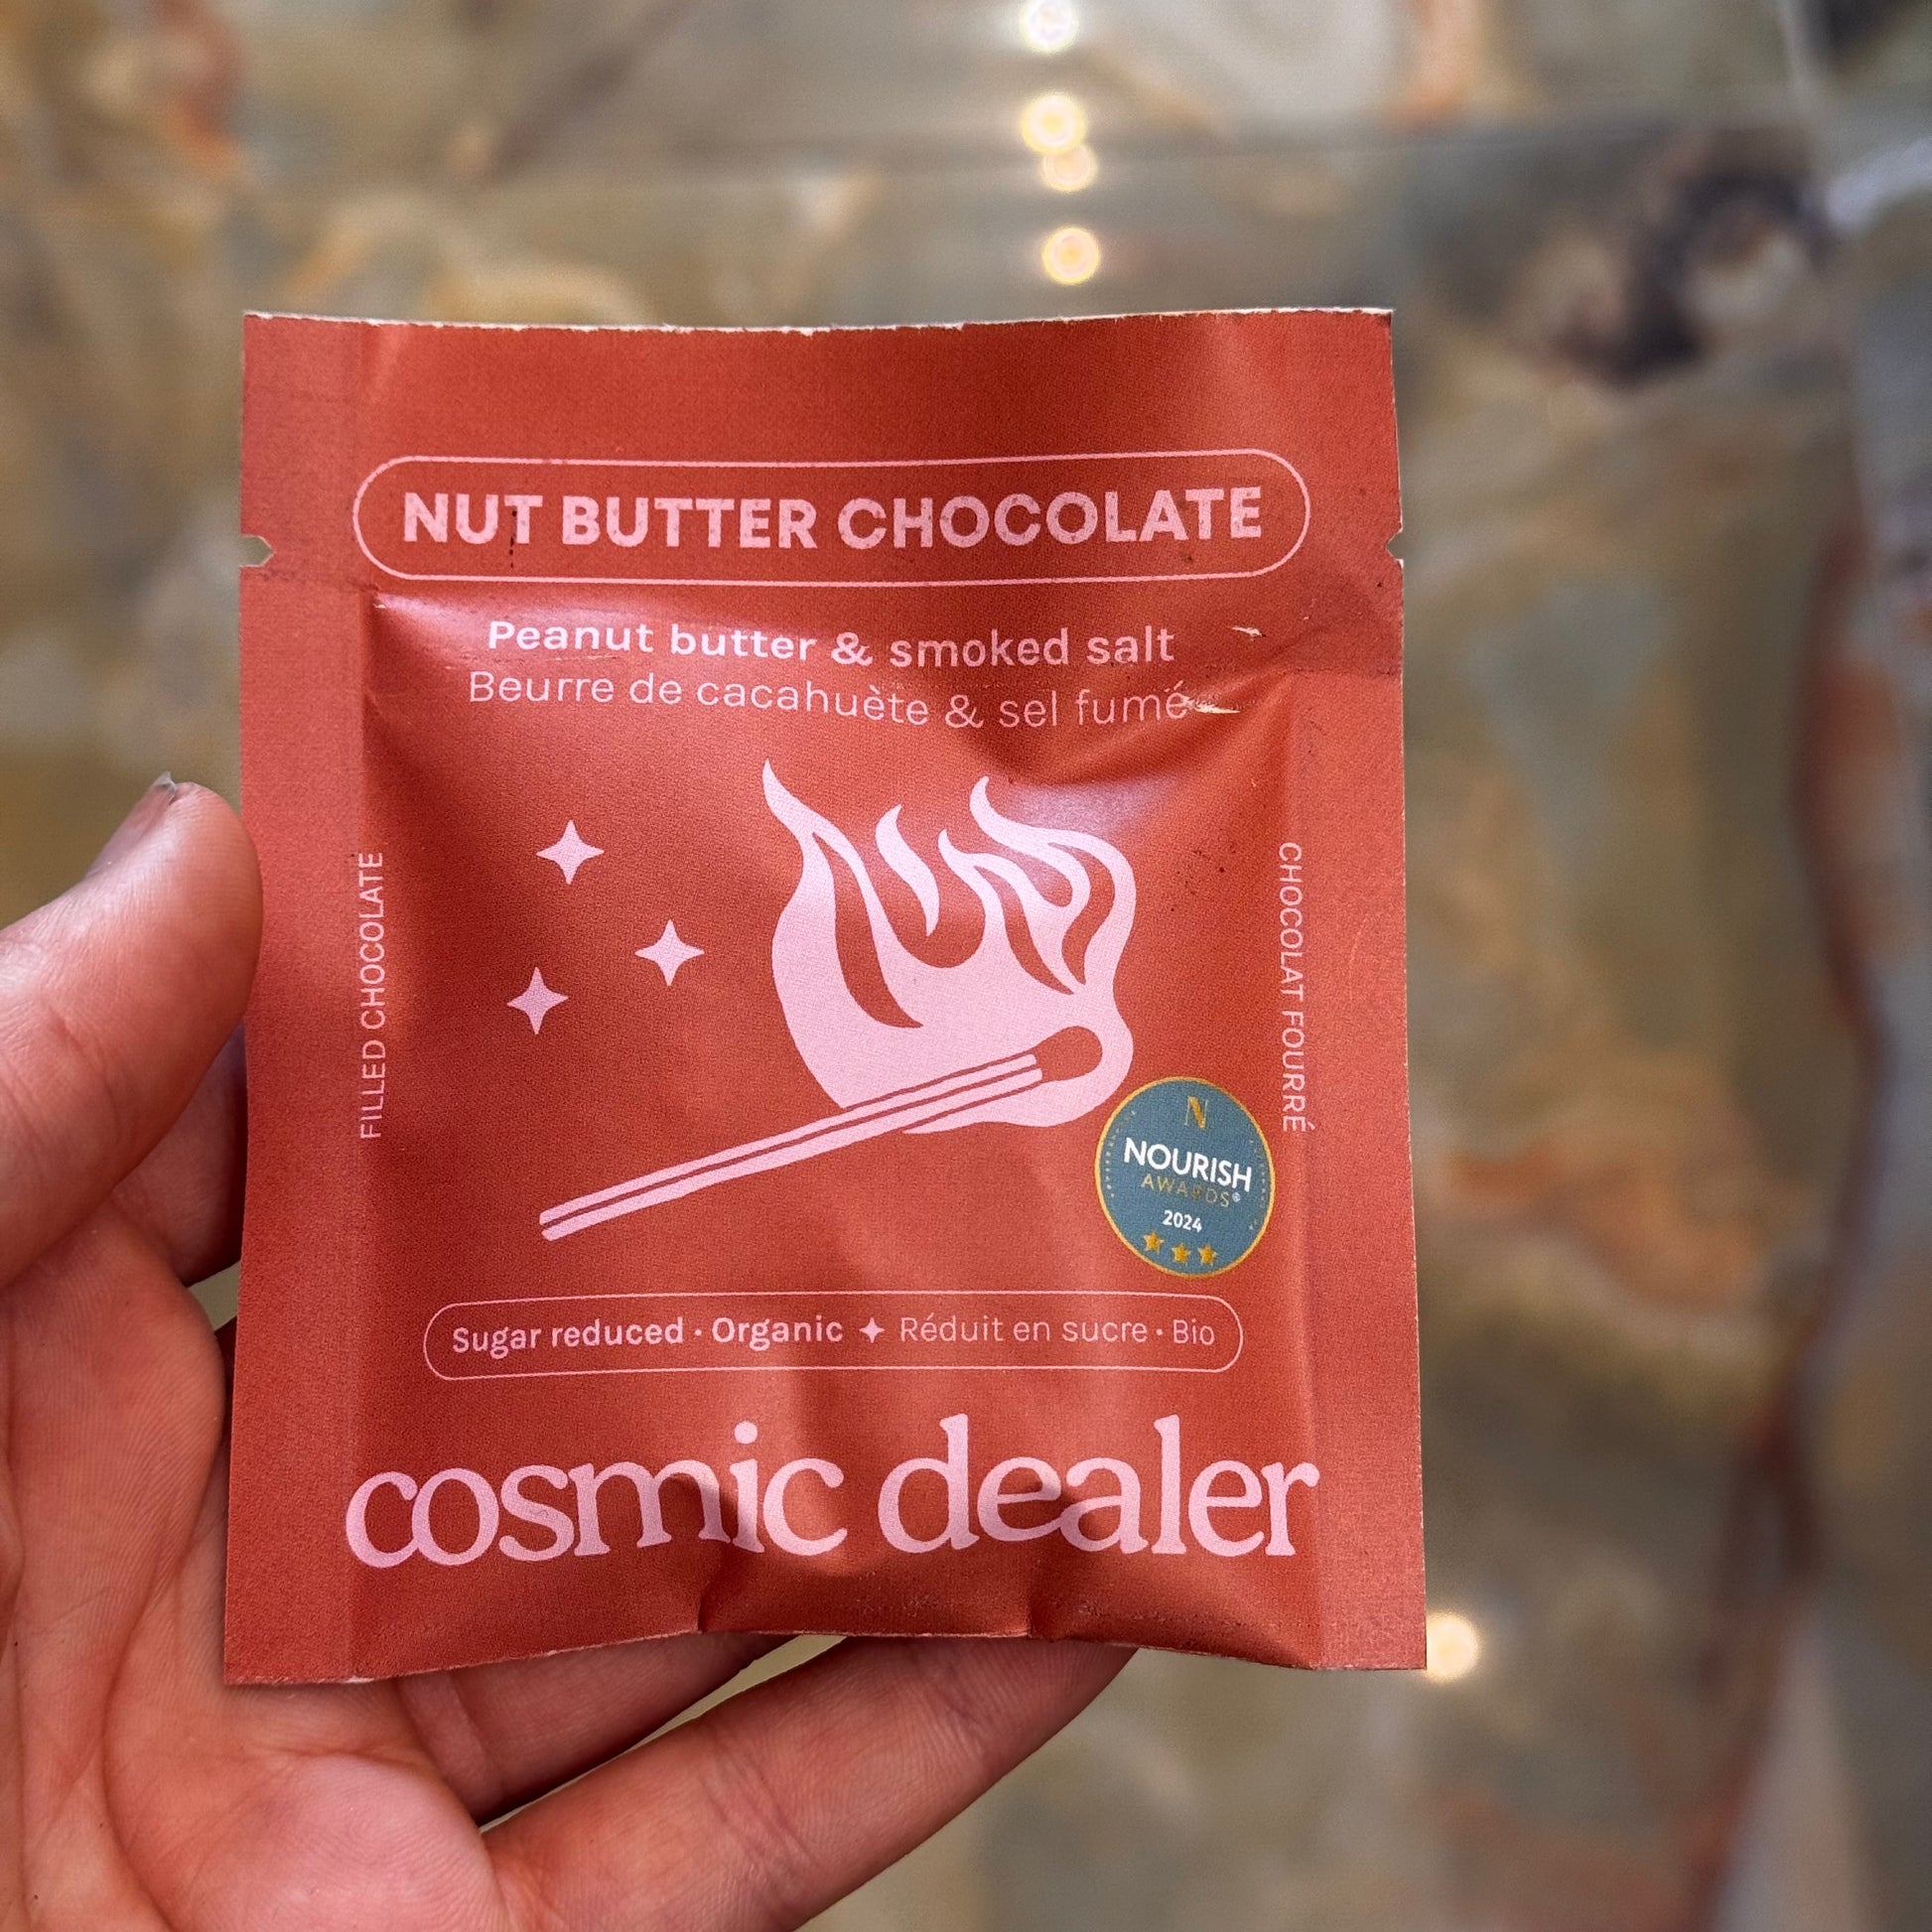 NUT BUTTER CHOCOLATE
Peanut butter & smoked salt
Beurre de cacahuète & sel fumé
FILLED CHOCOLATE
CHOCOLAT FOURRÉ
N
NOURISH
AWARDS®
2024
Sugar reduced · Organic ✦ Réduit en sucre · Bio
cosmic dealer